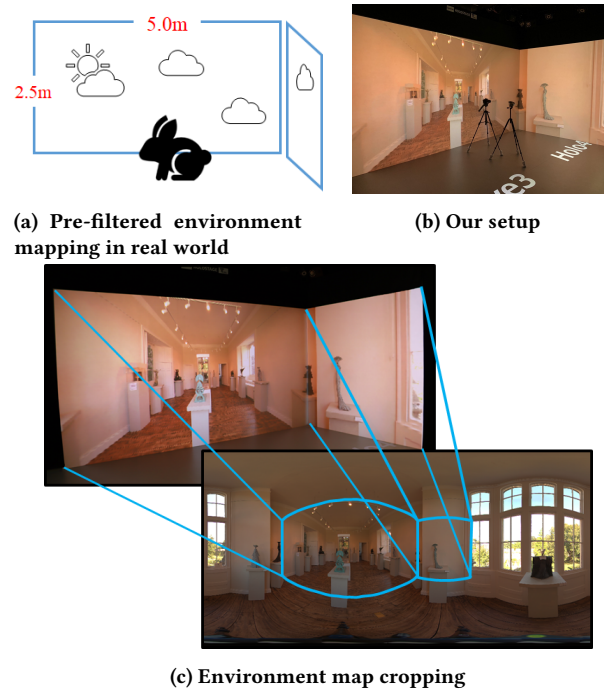 5.0m
2.5m
(a) Pre-filtered environment
mapping in real world
(b) Our setup
(c) Environment map cropping